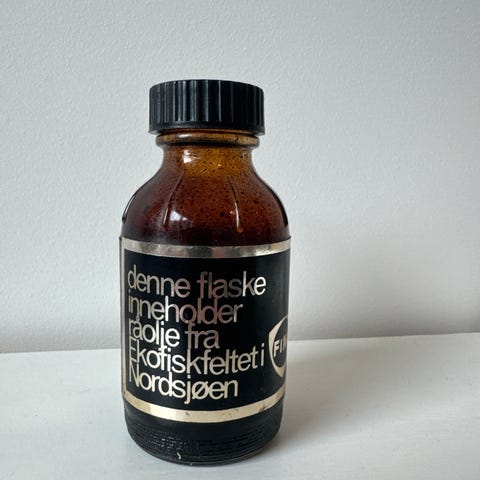 denne flaske
inneholder
råolje fra
Ekofiskfeltet i
Nordsjøen